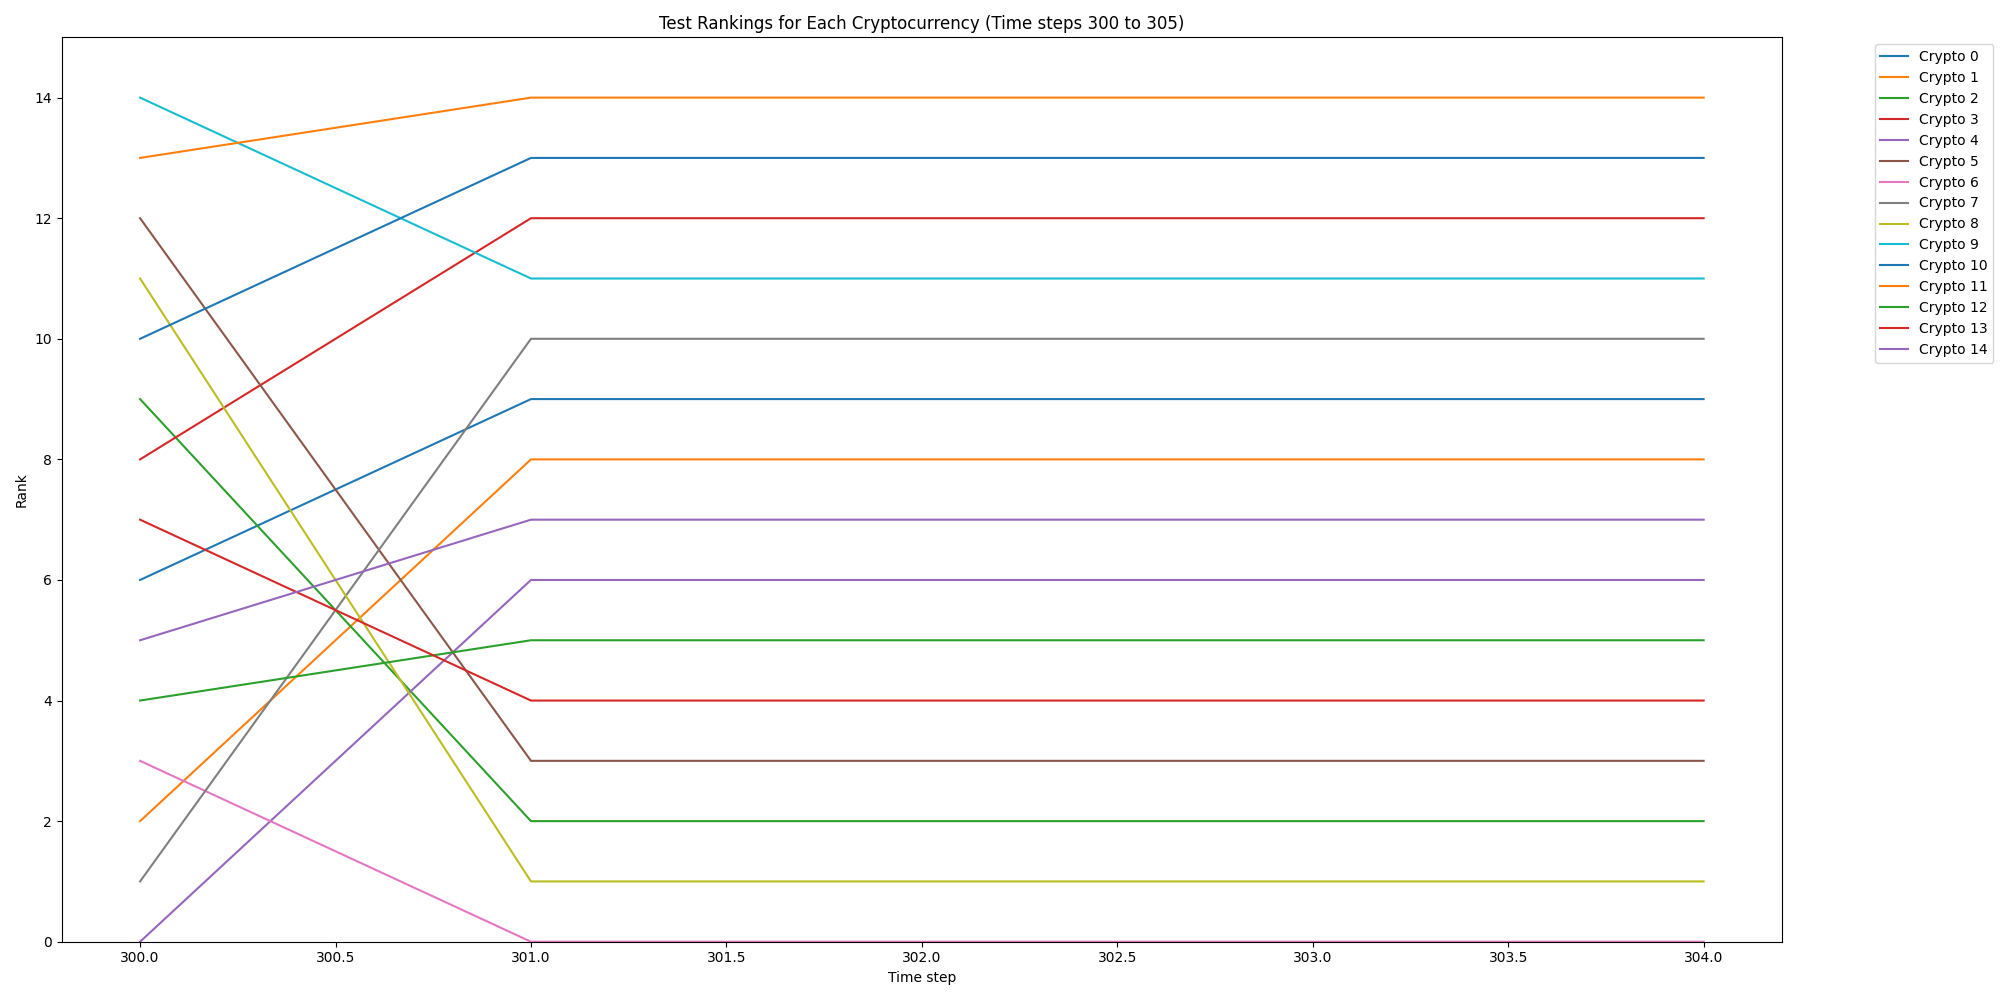 Test Rankings for Each Cryptocurrency (Time steps 300 to 305)
14
12
10
8
6
4
2
0
Rank
300.0 300.5 301.0 301.5 302.0 302.5 303.0 303.5 304.0
Time step
Crypto 0
Crypto 1
Crypto 2
Crypto 3
Crypto 4
Crypto 5
Crypto 6
Crypto 7
Crypto 8
Crypto 9
Crypto 10
Crypto 11
Crypto 12
Crypto 13
Crypto 14